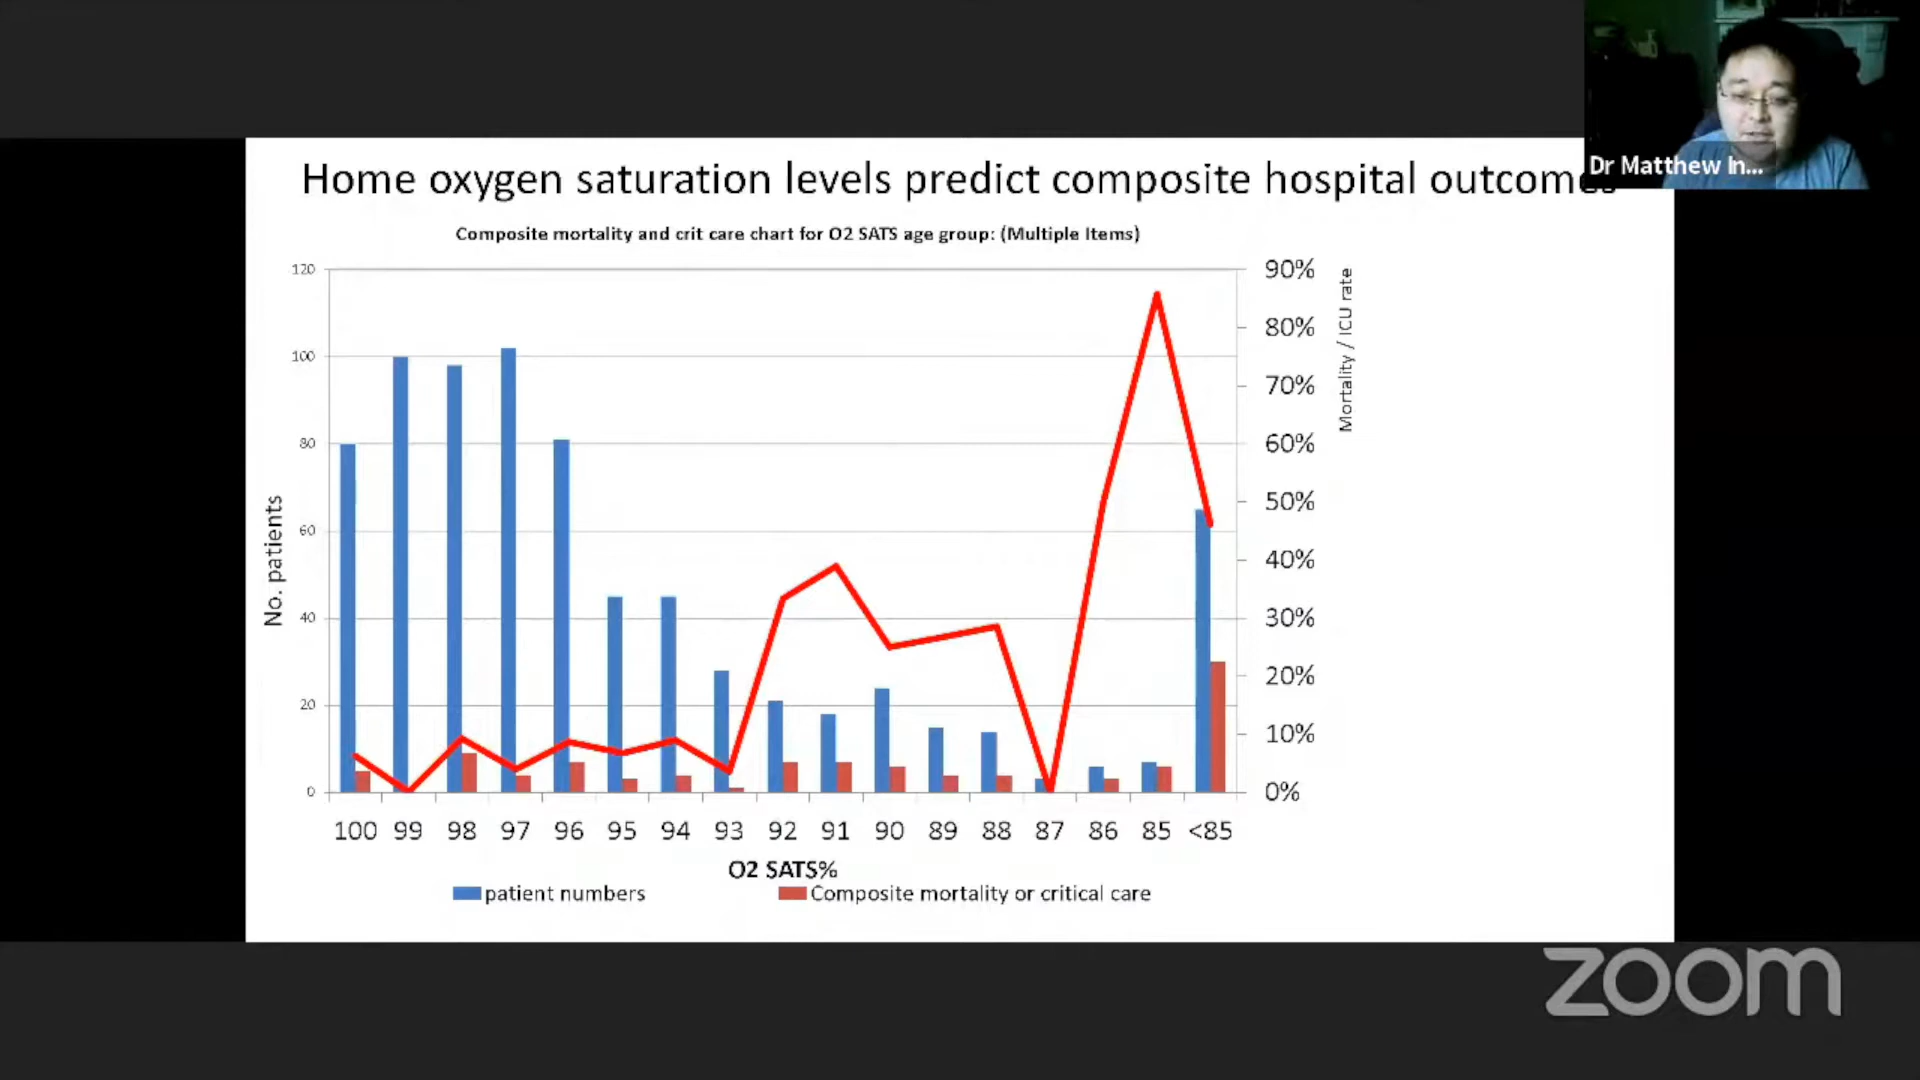 Home oxygen saturation levels predict composite hospital outcomes
Dr Matthew In...
Composite mortality and crit care chart for O2 SATS age group: (Multiple Items)
120
100
80
60
40
20
0
No. patients
90%
80%
70%
60%
50%
40%
30%
20%
10%
0%
Mortality / ICU rate
100 99 98 97 96 95 94 93 92 91 90 89 88 87 86 85 <85
O2 SATS%
patient numbers Composite mortality or critical care
zoom